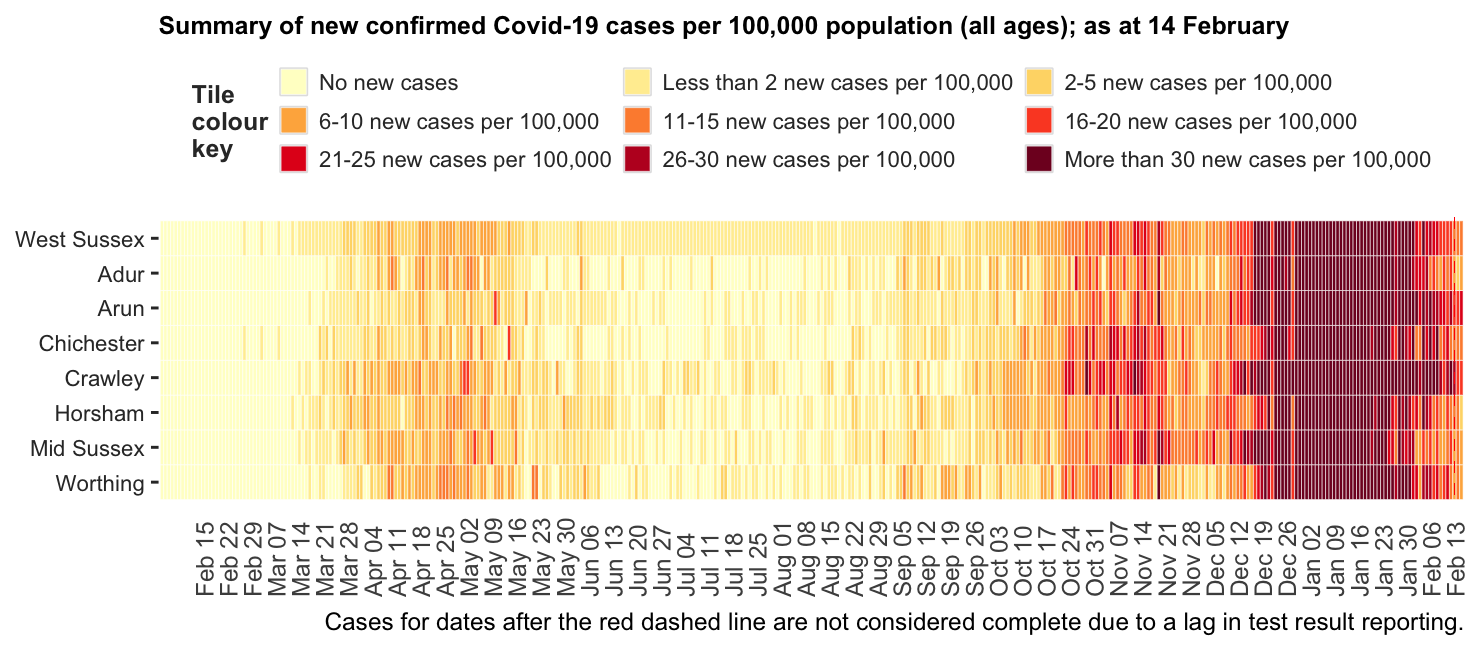 Summary of new confirmed Covid-19 cases per 100,000 population (all ages); as at 14 February
Tile colour key
No new cases
Less than 2 new cases per 100,000
2-5 new cases per 100,000
6-10 new cases per 100,000
11-15 new cases per 100,000
16-20 new cases per 100,000
21-25 new cases per 100,000
26-30 new cases per 100,000
More than 30 new cases per 100,000
West Sussex
Adur
Arun
Chichester
Crawley
Horsham
Mid Sussex
Worthing
Feb 15
Feb 22
Feb 29
Mar 07
Mar 14
Mar 21
Mar 28
Apr 04
Apr 11
Apr 18
Apr 25
May 02
May 09
May 16
May 23
May 30
Jun 06
Jun 13
Jun 20
Jun 27
Jul 04
Jul 11
Jul 18
Jul 25
Aug 01
Aug 08
Aug 15
Aug 22
Aug 29
Sep 05
Sep 12
Sep 19
Sep 26
Oct 03
Oct 10
Oct 17
Oct 24
Oct 31
Nov 07
Nov 14
Nov 21
Nov 28
Dec 05
Dec 12
Dec 19
Dec 26
Jan 02
Jan 09
Jan 16
Jan 23
Jan 30
Feb 06
Feb 13
Cases for dates after the red dashed line are not considered complete due to a lag in test result reporting.